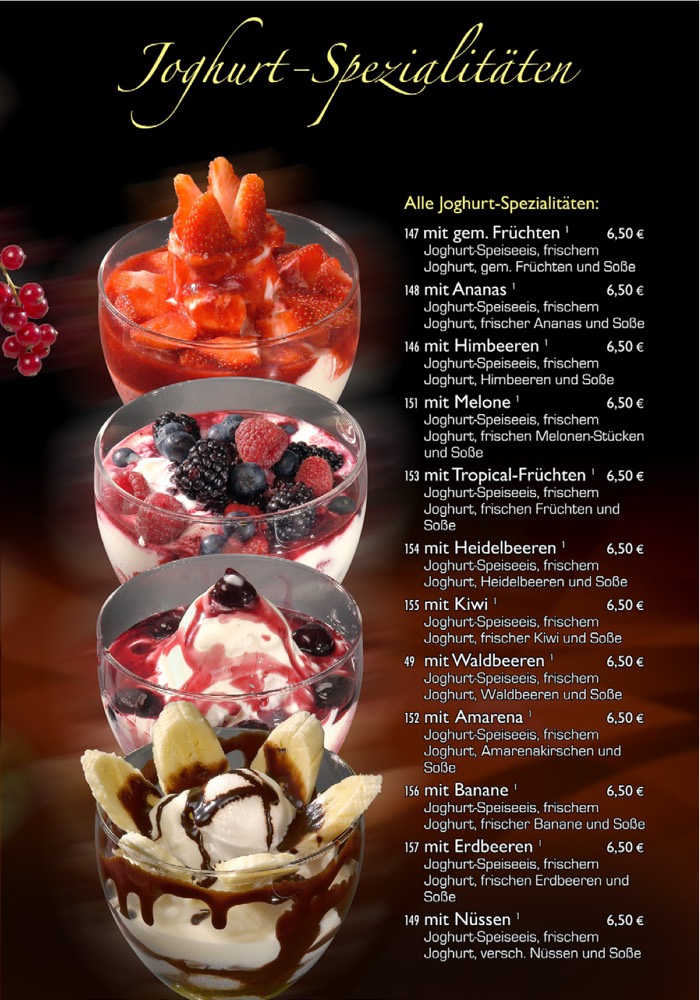 Joghurt-Spezialitäten
Alle Joghurt-Spezialitäten:
147 mit gem. Früchten ¹ 6,50 €
Joghurt-Speiseeis, frischem
Joghurt, gem. Früchten und Soße
148 mit Ananas ¹ 6,50 €
Joghurt-Speiseeis, frischem
Joghurt, frischer Ananas und Soße
146 mit Himbeeren ¹ 6,50 €
Joghurt-Speiseeis, frischem
Joghurt, Himbeeren und Soße
151 mit Melone ¹ 6,50 €
Joghurt-Speiseeis, frischem
Joghurt, frischen Melonen-Stücken
und Soße
153 mit Tropical-Früchten ¹ 6,50 €
Joghurt-Speiseeis, frischem
Joghurt, frischen Früchten und
Soße
154 mit Heidelbeeren ¹ 6,50 €
Joghurt-Speiseeis, frischem
Joghurt, Heidelbeeren und Soße
155 mit Kiwi ¹ 6,50 €
Joghurt-Speiseeis, frischem
Joghurt, frischer Kiwi und Soße
49 mit Waldbeeren ¹ 6,50 €
Joghurt-Speiseeis, frischem
Joghurt, Waldbeeren und Soße
152 mit Amarena ¹ 6,50 €
Joghurt-Speiseeis, frischem
Joghurt, Amarenakirschen und
Soße
156 mit Banane ¹ 6,50 €
Joghurt-Speiseeis, frischem
Joghurt, frischer Banane und Soße
157 mit Erdbeeren ¹ 6,50 €
Joghurt-Speiseeis, frischem
Joghurt, frischen Erdbeeren und
Soße
149 mit Nüssen ¹ 6,50 €
Joghurt-Speiseeis, frischem
Joghurt, versch. Nüssen und Soße